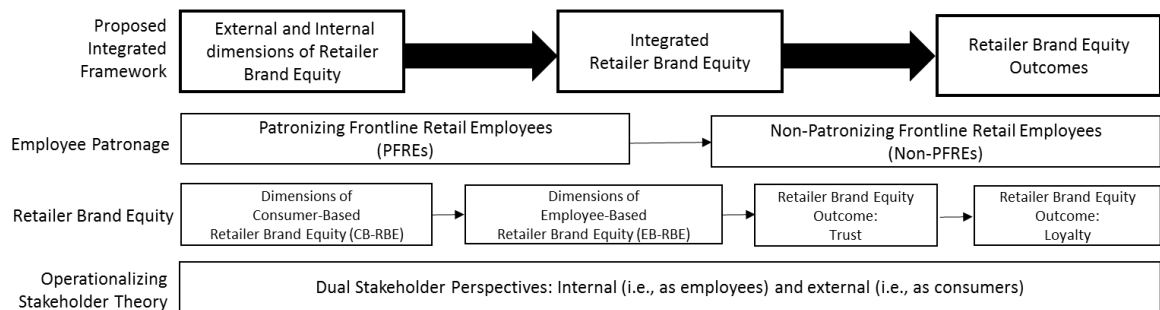 Proposed
Integrated
Framework
External and Internal
dimensions of Retailer
Brand Equity
Integrated
Retailer Brand Equity
Retailer Brand Equity
Outcomes
Employee Patronage
Patronizing Frontline Retail Employees
(PFREs)
Non-Patronizing Frontline Retail Employees
(Non-PFREs)
Retailer Brand Equity
Dimensions of
Consumer-Based
Retailer Brand Equity (CB-RBE)
Dimensions of
Employee-Based
Retailer Brand Equity (EB-RBE)
Retailer Brand Equity
Outcome:
Trust
Retailer Brand Equity
Outcome:
Loyalty
Operationalizing
Stakeholder Theory
Dual Stakeholder Perspectives: Internal (i.e., as employees) and external (i.e., as consumers)